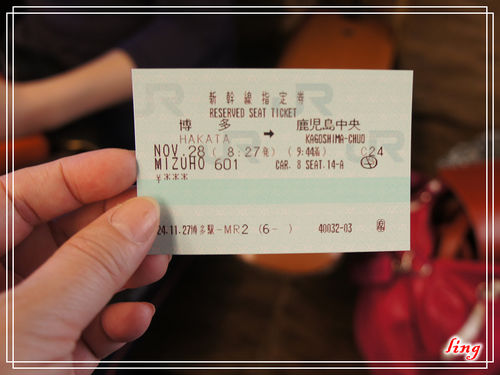 新幹線指定券
RESERVED SEAT TICKET
博多 → 鹿児島中央
HAKATA KAGOSHIMA-CHUO
NOV.28 ( 8:27発) (9:44着) C24
MIZUHO 601 CAR. 8 SEAT.14-A
¥***
24.11.27博多駅-MR2 (6- ) 40032-03
ling